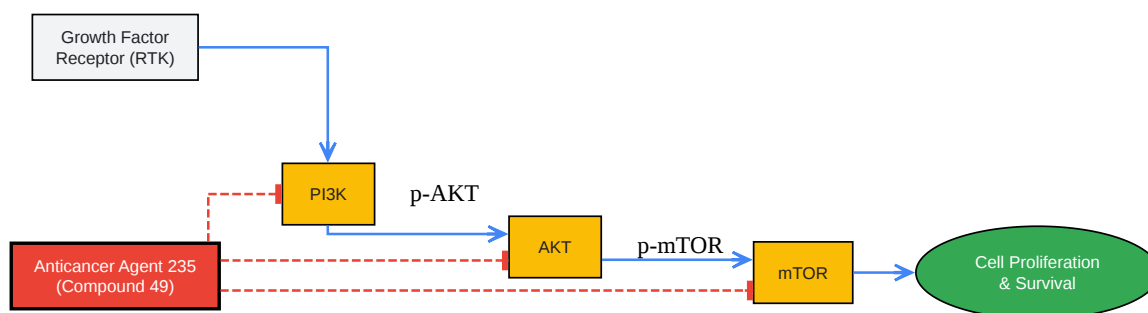 Growth Factor
Receptor (RTK)
PI3K
p-AKT
AKT
p-mTOR
mTOR
Anticancer Agent 235
(Compound 49)
Cell Proliferation
& Survival